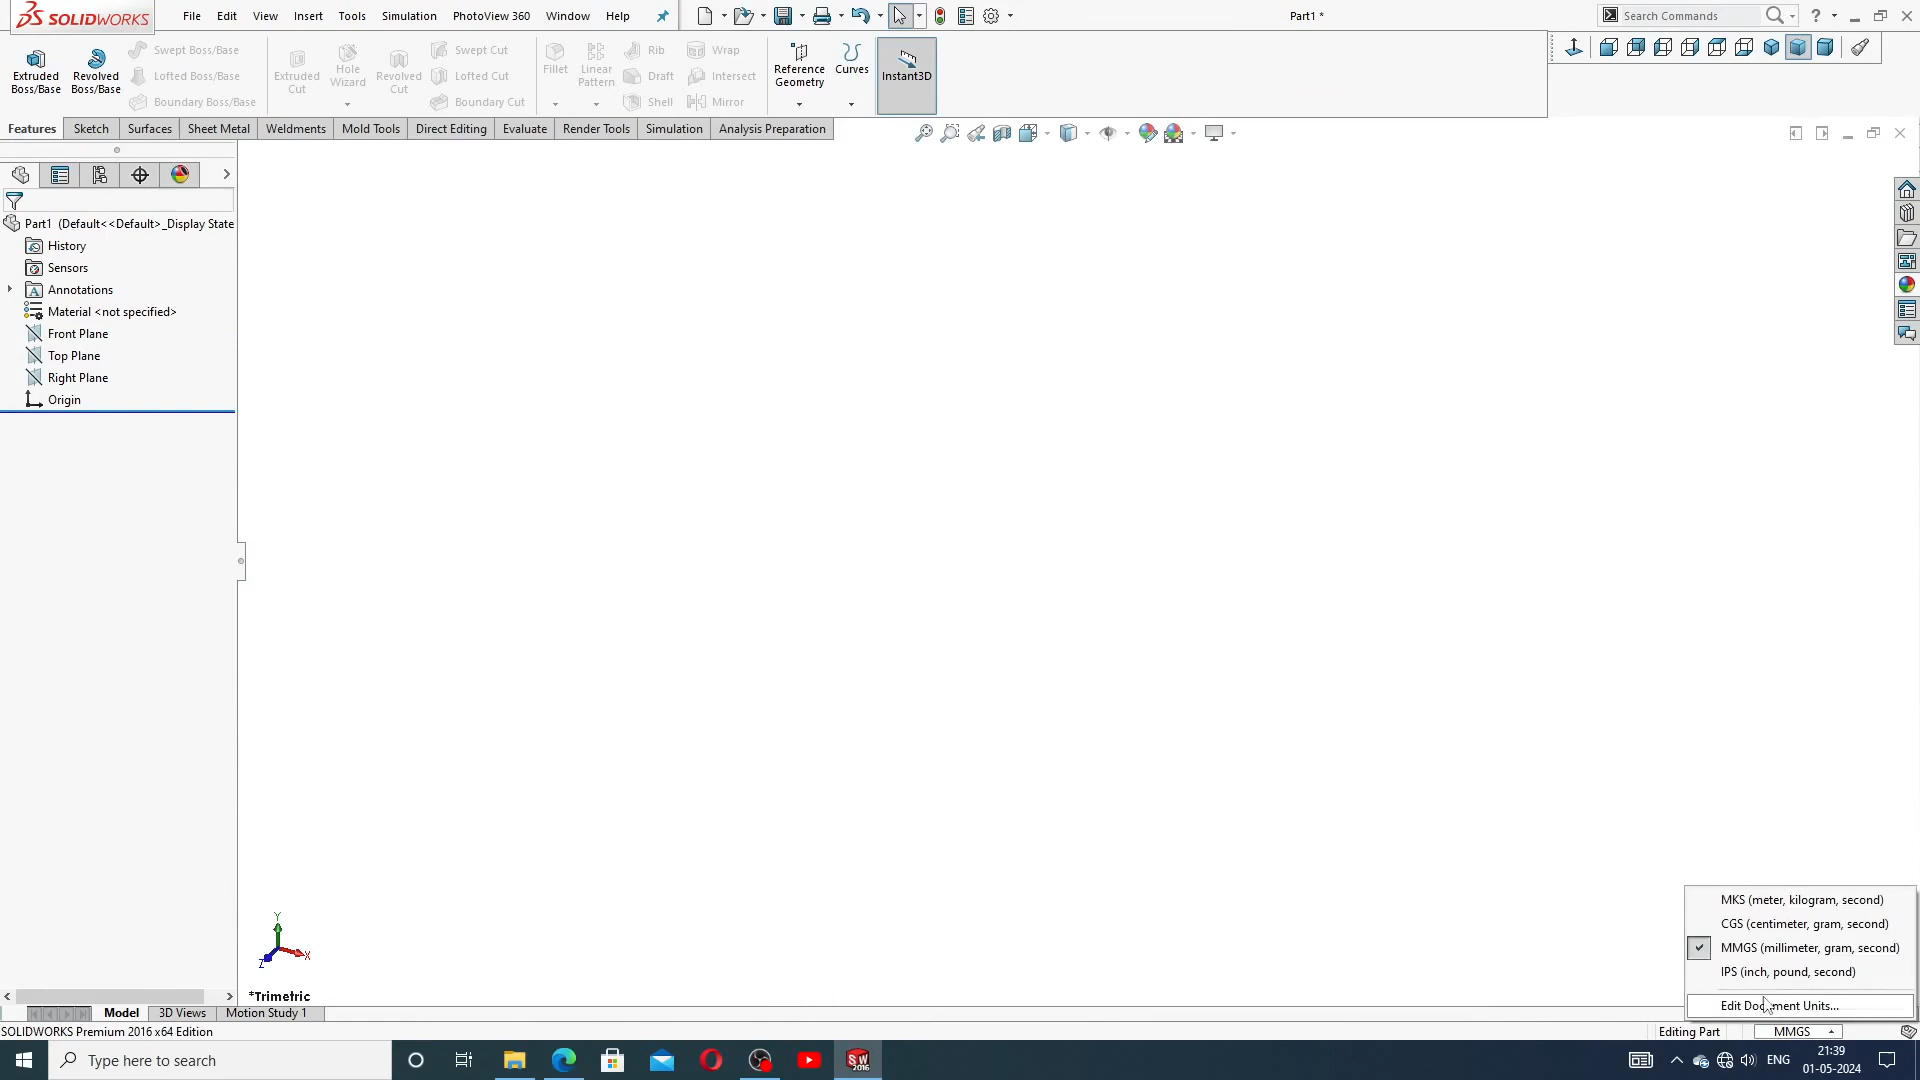 SOLIDWORKS File Edit View Insert Tools Simulation PhotoView 360 Window Help Part1 * Search Commands
Extruded Boss/Base
Revolved Boss/Base
Swept Boss/Base
Lofted Boss/Base
Boundary Boss/Base
Extruded Cut
Hole Wizard
Revolved Cut
Swept Cut
Lofted Cut
Boundary Cut
Fillet
Linear Pattern
Rib
Draft
Shell
Wrap
Intersect
Mirror
Reference Geometry
Curves
Instant3D
Features Sketch Surfaces Sheet Metal Weldments Mold Tools Direct Editing Evaluate Render Tools Simulation Analysis Preparation
Part1 (Default<<Default>_Display State
History
Sensors
Annotations
Material <not specified>
Front Plane
Top Plane
Right Plane
Origin
Y
X
Z
*Trimetric
MKS (meter, kilogram, second)
CGS (centimeter, gram, second)
MMGS (millimeter, gram, second)
IPS (inch, pound, second)
Edit Document Units...
Model 3D Views Motion Study 1
SOLIDWORKS Premium 2016 x64 Edition Editing Part MMGS
Type here to search
SW
2016
ENG
21:39
01-05-2024